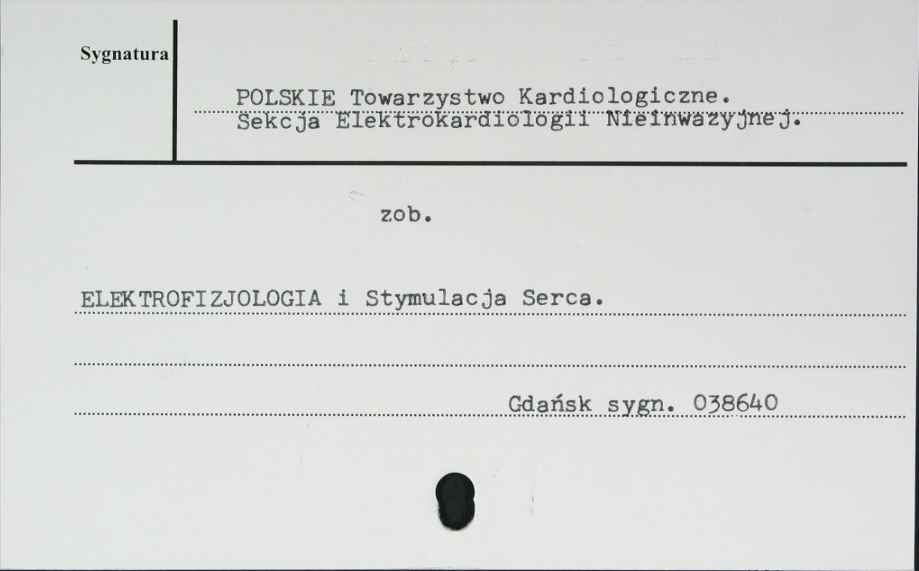 Sygnatura
POLSKIE Towarzystwo Kardiologiczne.
Sekcja Elektrokardiologii Nieinwazyjnej.
zob.
ELEKTROFIZJOLOGIA i Stymulacja Serca.
Gdańsk sygn. 038640